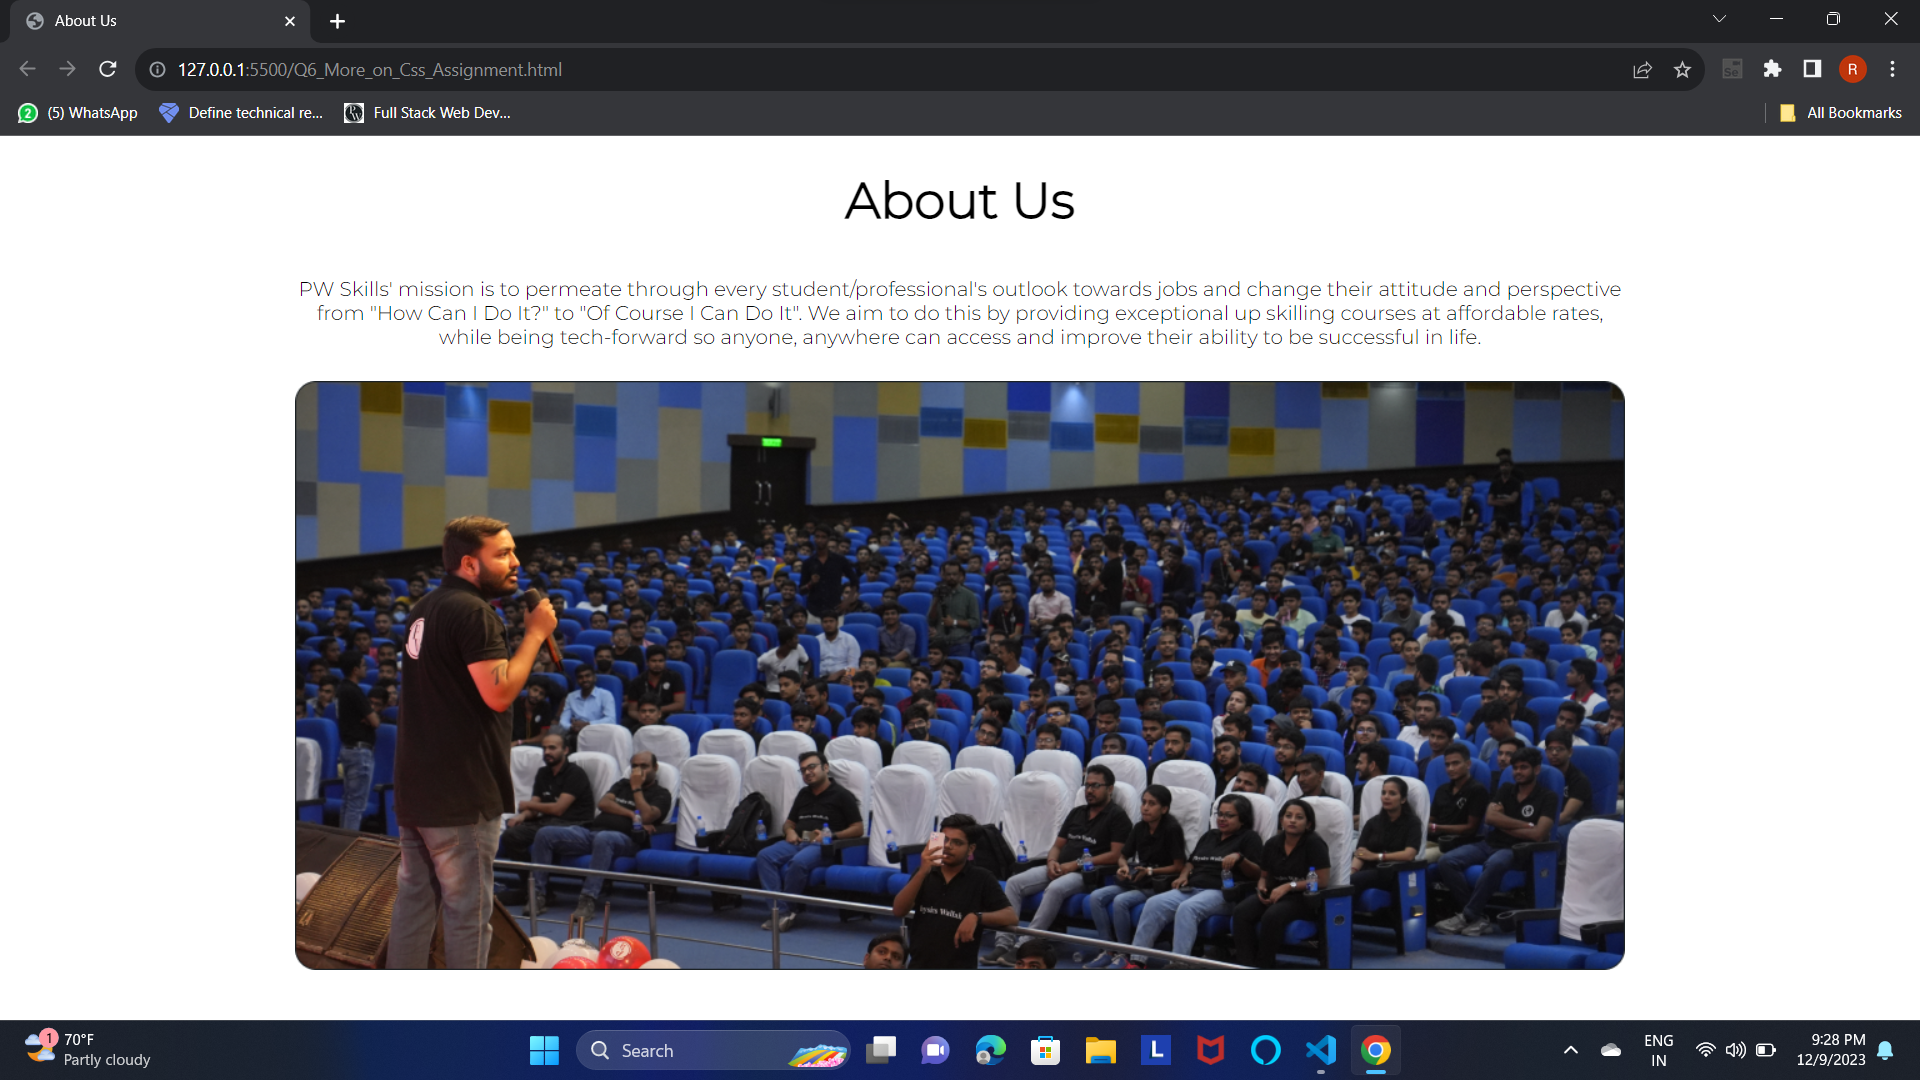 About Us
127.0.0.1:5500/Q6_More_on_Css_Assignment.html
R
2 (5) WhatsApp
Define technical re...
PW Full Stack Web Dev...
All Bookmarks
About Us
PW Skills' mission is to permeate through every student/professional's outlook towards jobs and change their attitude and perspective
from "How Can I Do It?" to "Of Course I Can Do It". We aim to do this by providing exceptional up skilling courses at affordable rates,
while being tech-forward so anyone, anywhere can access and improve their ability to be successful in life.
1
70°F
Partly cloudy
Search
L
ENG
IN
9:28 PM
12/9/2023